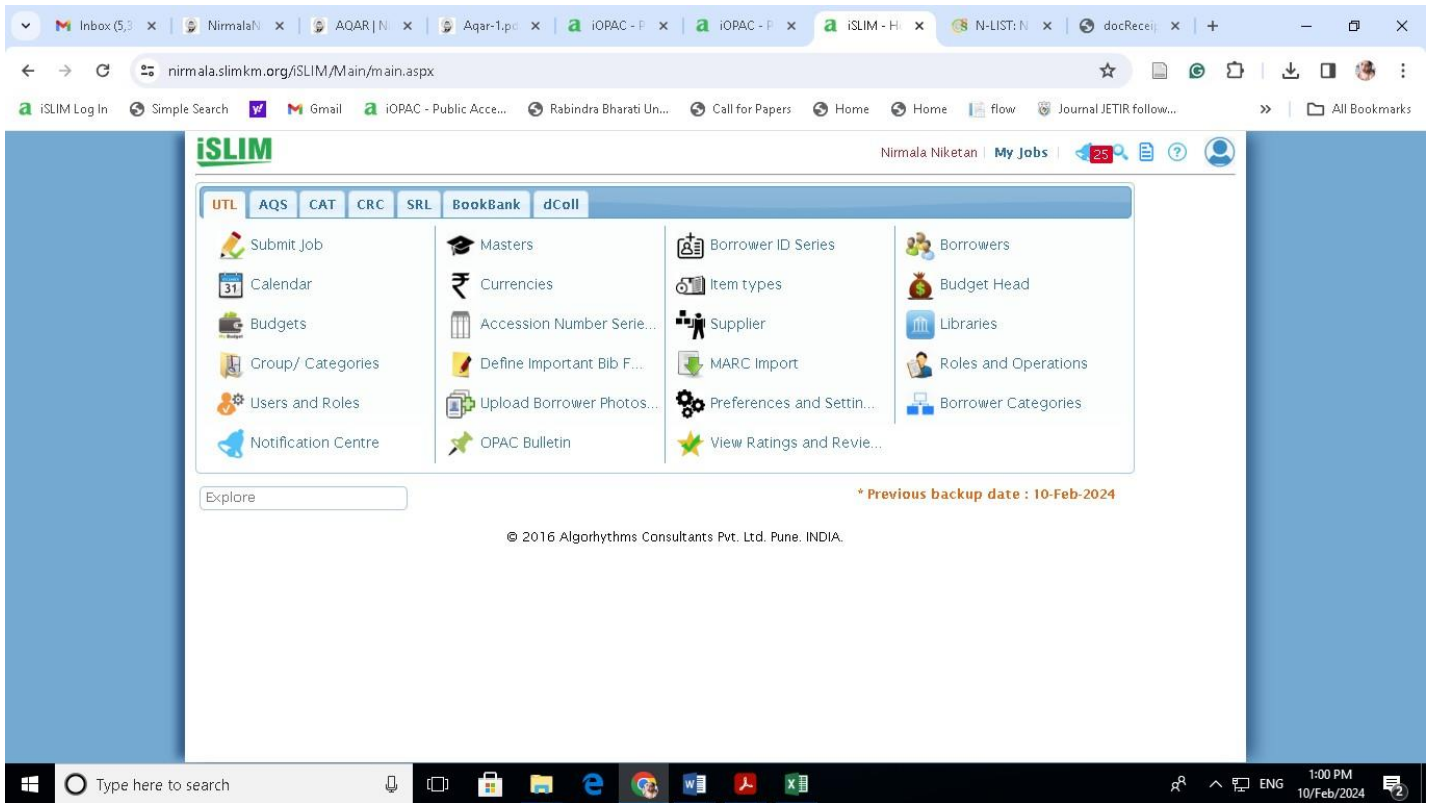 Inbox (5,3 NirmalaN AQAR | Ni Aqar-1.pd iOPAC - P iOPAC - P iSLIM - H N-LIST: N docReceip
nirmala.slimkm.org/iSLIM/Main/main.aspx
iSLIM Log In Simple Search Gmail iOPAC - Public Acce... Rabindra Bharati Un... Call for Papers Home Home flow Journal JETIR follow... » All Bookmarks
iSLIM Nirmala Niketan My Jobs 25
UTL AQS CAT CRC SRL BookBank dColl
Submit Job Masters Borrower ID Series Borrowers
31 Calendar Currencies Item types Budget Head
Budgets Accession Number Serie... Supplier Libraries
Group/ Categories Define Important Bib F... MARC Import Roles and Operations
Users and Roles Upload Borrower Photos... Preferences and Settin... Borrower Categories
Notification Centre OPAC Bulletin View Ratings and Revie...
Explore * Previous backup date : 10-Feb-2024
© 2016 Algorhythms Consultants Pvt. Ltd. Pune. INDIA.
Type here to search ENG 1:00 PM
10/Feb/2024 2